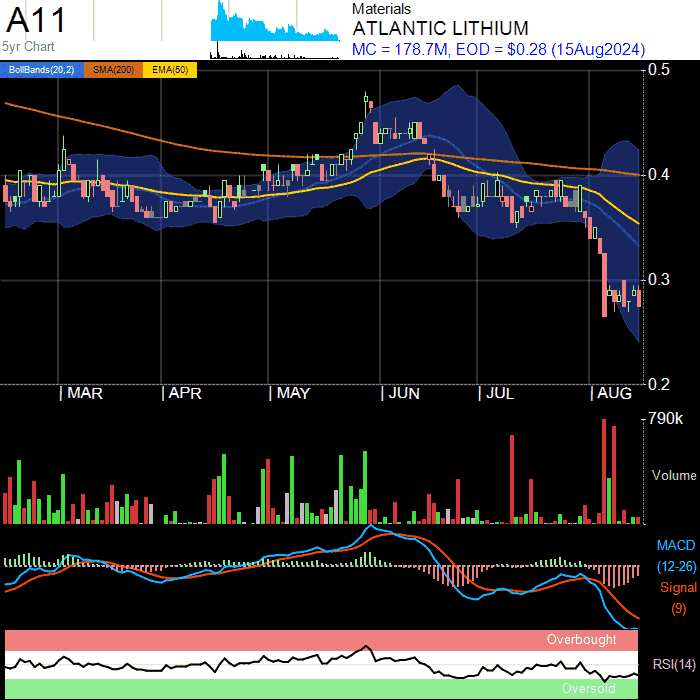 A11
5yr Chart
Materials
ATLANTIC LITHIUM
MC = 178.7M, EOD = $0.28 (15Aug2024)
BollBands(20,2) SMA(200) EMA(50)
0.5
0.4
0.3
0.2
MAR APR MAY JUN JUL AUG
790k
Volume
MACD
(12-26)
Signal
(9)
Overbought
RSI(14)
Oversold